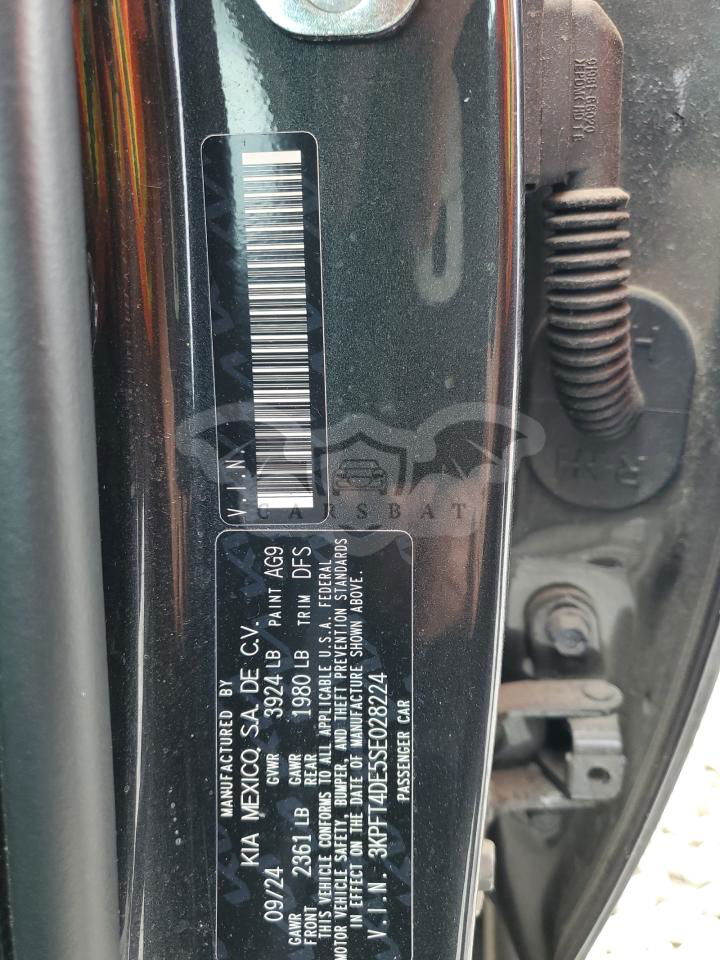 MANUFACTURED BY
KIA MEXICO, S.A. DE C.V.
09/24 GVWR 3924 LB PAINT AG9
GAWR FRONT 2361 LB GAWR REAR 1980 LB TRIM DFS
THIS VEHICLE CONFORMS TO ALL APPLICABLE U.S.A. FEDERAL
MOTOR VEHICLE SAFETY, BUMPER, AND THEFT PREVENTION STANDARDS
IN EFFECT ON THE DATE OF MANUFACTURE SHOWN ABOVE.
V.I.N. 3KPFT4DE5SE028224
PASSENGER CAR
V.I.N.
CARSBAT
R